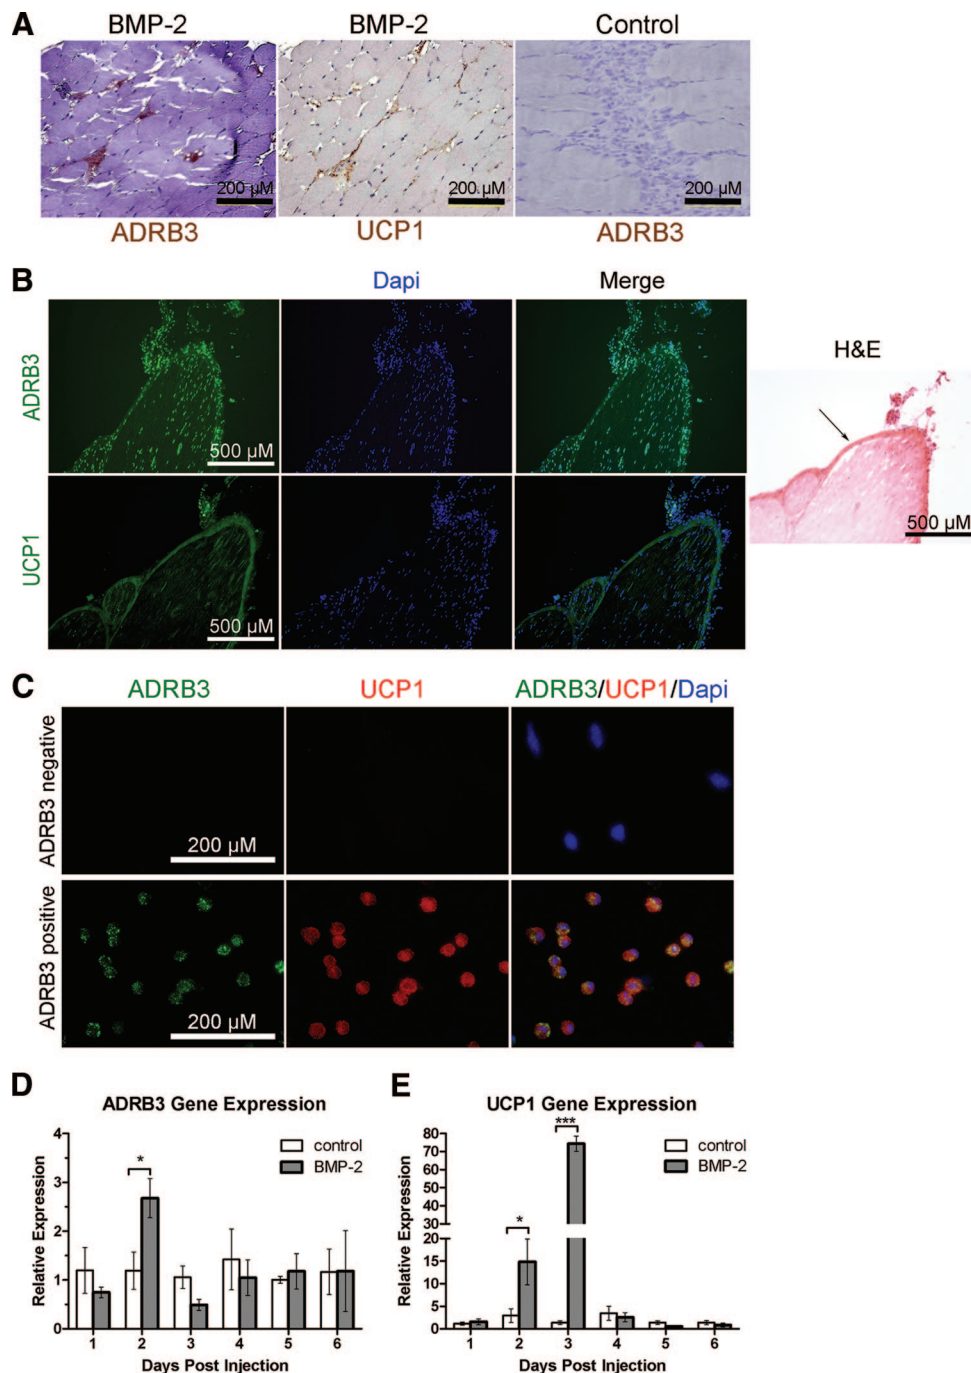 A
BMP-2
BMP-2
Control
200 µM
200 µM
200 µM
ADRB3
UCP1
ADRB3
B
Dapi
Merge
ADRB3
500 µM
H&E
500 µM
UCP1
500 µM
C
ADRB3
UCP1
ADRB3/UCP1/Dapi
ADRB3 negative
200 µM
ADRB3 positive
200 µM
D
ADRB3 Gene Expression
control
BMP-2
*
Relative Expression
4
3
2
1
0
1 2 3 4 5 6
Days Post Injection
E
UCP1 Gene Expression
control
BMP-2
***
*
Relative Expression
80
70
60
50
40
30
20
15
10
5
0
1 2 3 4 5 6
Days Post Injection